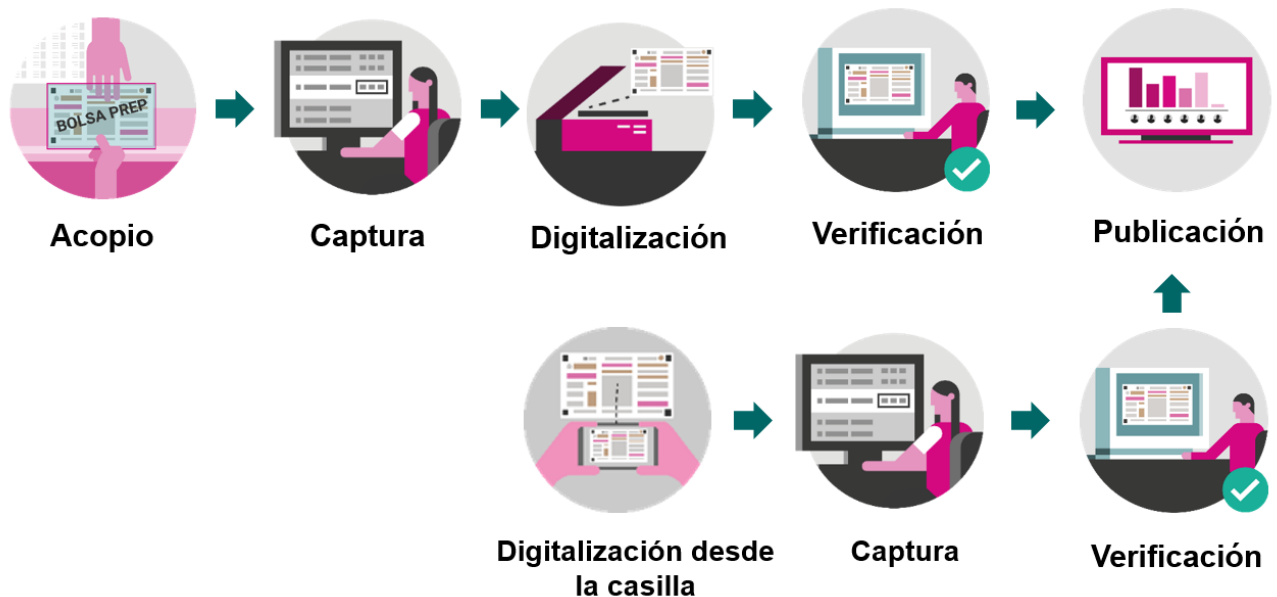 BOLSA PREP
Acopio
Captura
Digitalización
Verificación
Publicación
Digitalización desde
la casilla
Captura
Verificación